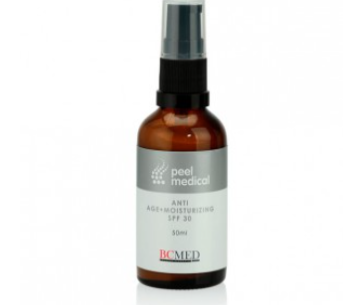 peel
medical
ANTI
AGE+MOISTURIZING
SPF 30
50ml
BCMED